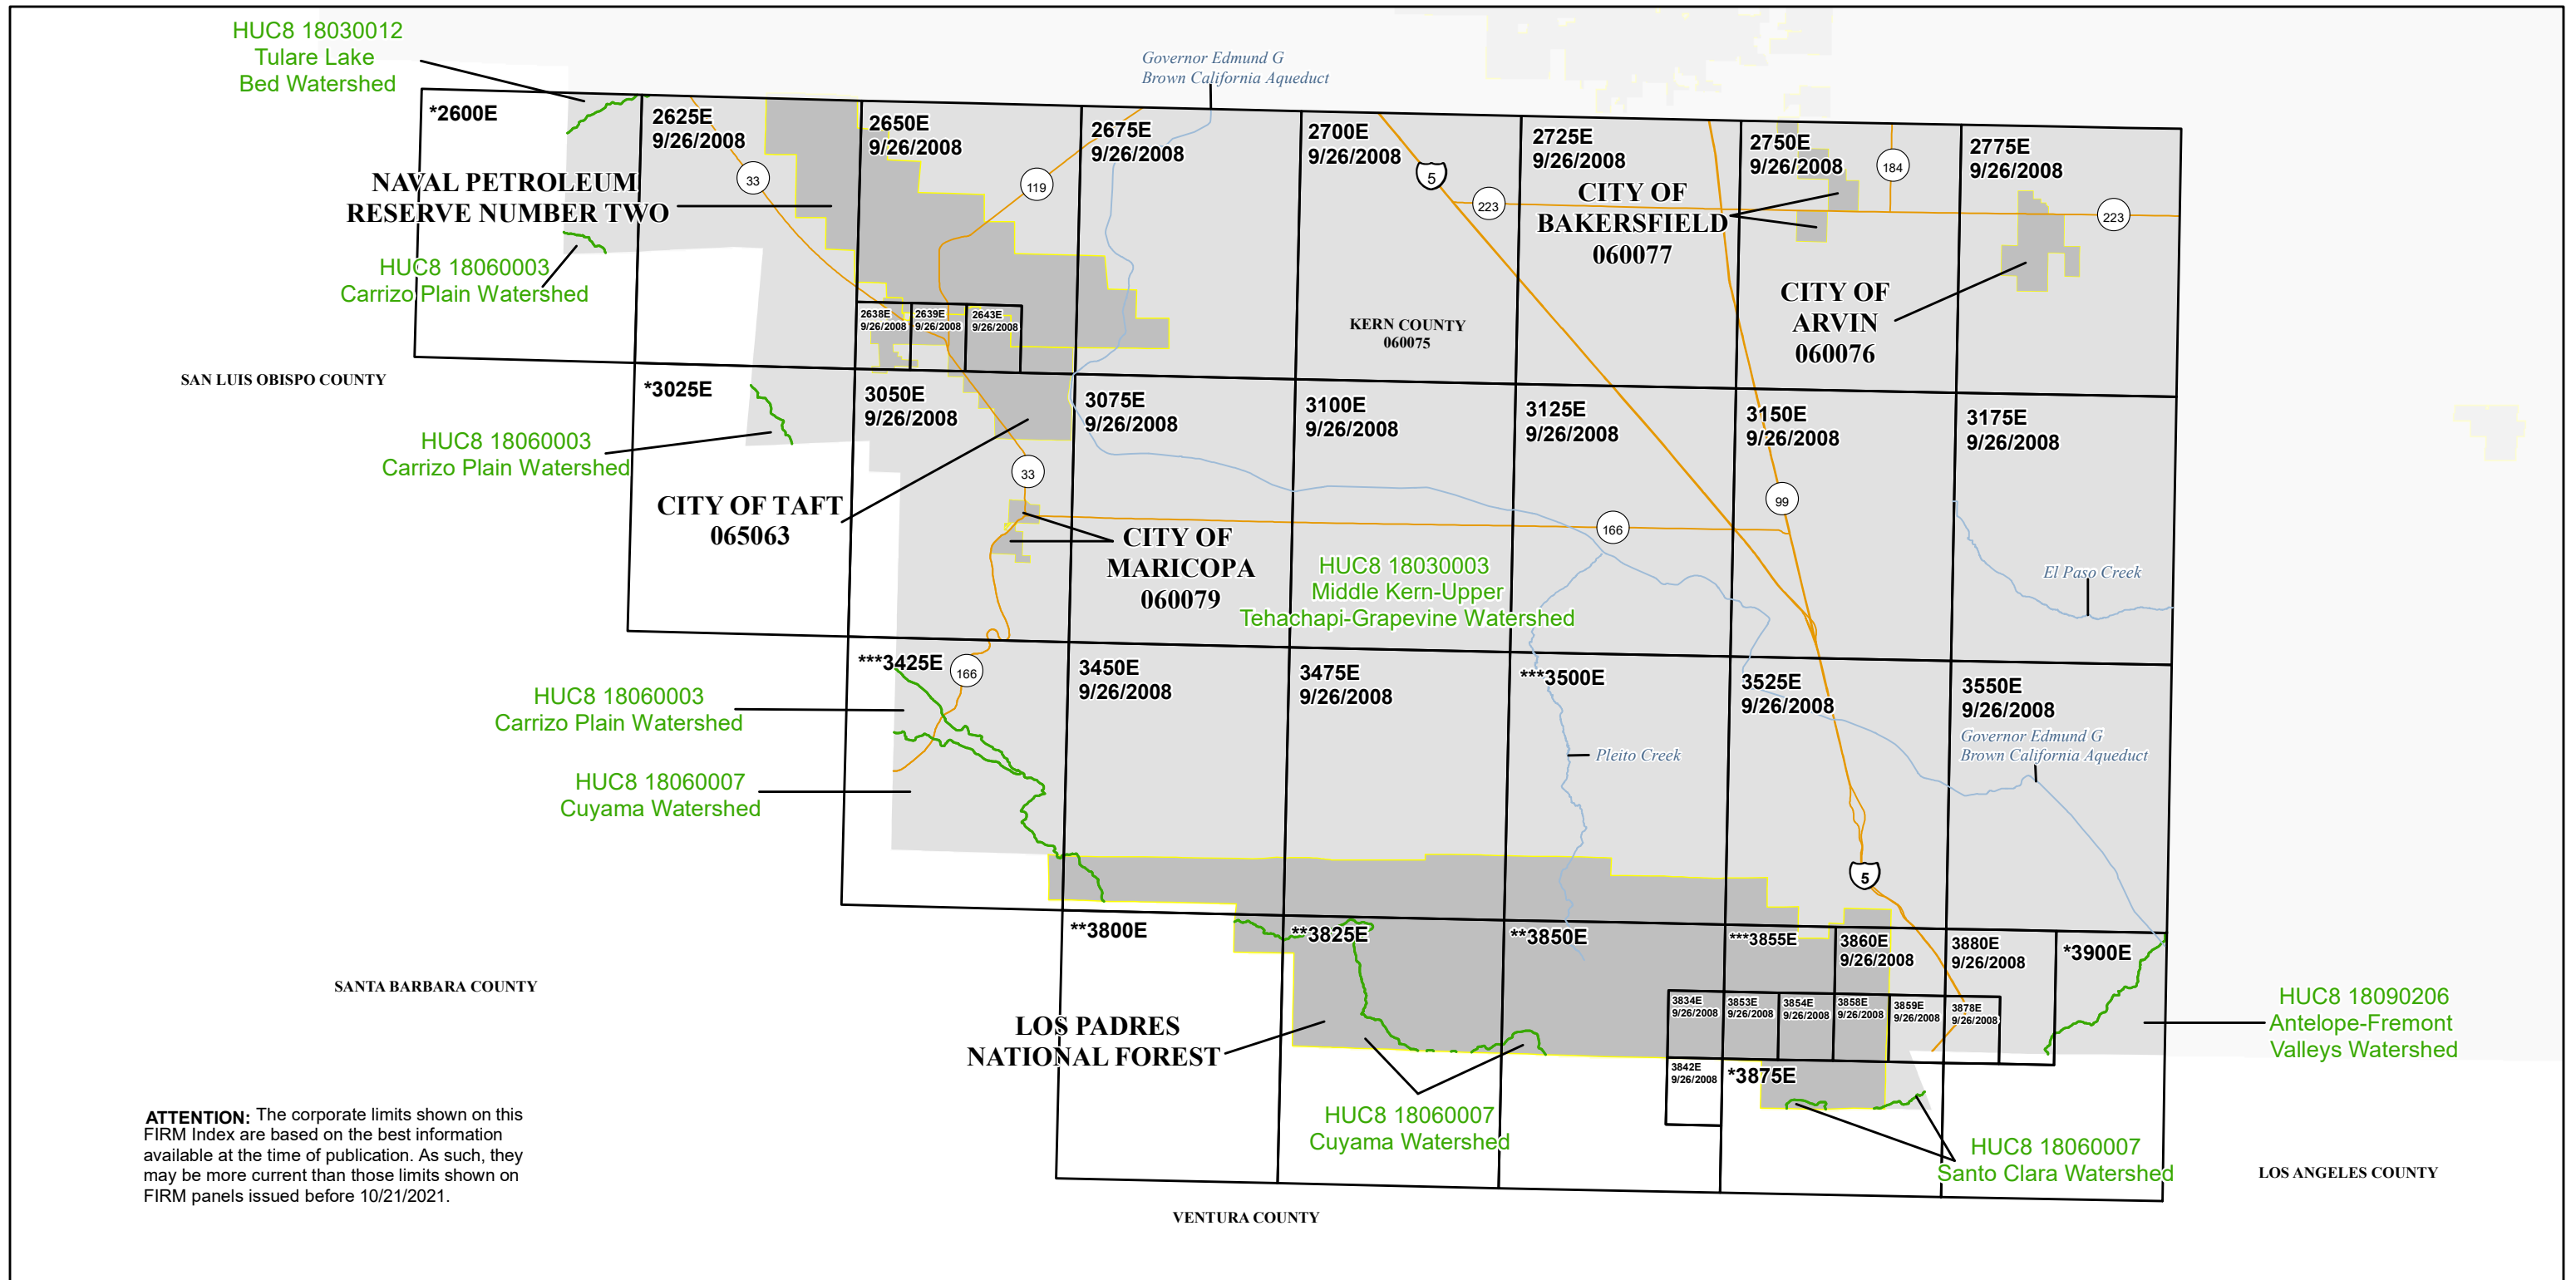 HUC8 18030012
Tulare Lake
Bed Watershed
Governor Edmund G
Brown California Aqueduct
*2600E
2625E
9/26/2008
2650E
9/26/2008
2675E
9/26/2008
2700E
9/26/2008
2725E
9/26/2008
2750E
9/26/2008
2775E
9/26/2008
33
119
5
223
184
223
NAVAL PETROLEUM
RESERVE NUMBER TWO
CITY OF
BAKERSFIELD
060077
HUC8 18060003
Carrizo Plain Watershed
CITY OF
ARVIN
060076
2638E
9/26/2008
2639E
9/26/2008
2643E
9/26/2008
KERN COUNTY
060075
SAN LUIS OBISPO COUNTY
*3025E
3050E
9/26/2008
3075E
9/26/2008
3100E
9/26/2008
3125E
9/26/2008
3150E
9/26/2008
3175E
9/26/2008
HUC8 18060003
Carrizo Plain Watershed
33
99
CITY OF TAFT
065063
166
CITY OF
MARICOPA
060079
HUC8 18030003
Middle Kern-Upper
Tehachapi-Grapevine Watershed
El Paso Creek
***3425E
166
3450E
9/26/2008
3475E
9/26/2008
***3500E
3525E
9/26/2008
3550E
9/26/2008
HUC8 18060003
Carrizo Plain Watershed
Governor Edmund G
Brown California Aqueduct
Pleito Creek
HUC8 18060007
Cuyama Watershed
5
**3800E
**3825E
**3850E
***3855E
3860E
9/26/2008
3880E
9/26/2008
*3900E
SANTA BARBARA COUNTY
3834E
9/26/2008
3853E
9/26/2008
3854E
9/26/2008
3858E
9/26/2008
3859E
9/26/2008
3878E
9/26/2008
HUC8 18090206
Antelope-Fremont
Valleys Watershed
LOS PADRES
NATIONAL FOREST
3842E
9/26/2008
*3875E
HUC8 18060007
Cuyama Watershed
HUC8 18060007
Santo Clara Watershed
LOS ANGELES COUNTY
VENTURA COUNTY
ATTENTION: The corporate limits shown on this
FIRM Index are based on the best information
available at the time of publication. As such, they
may be more current than those limits shown on
FIRM panels issued before 10/21/2021.